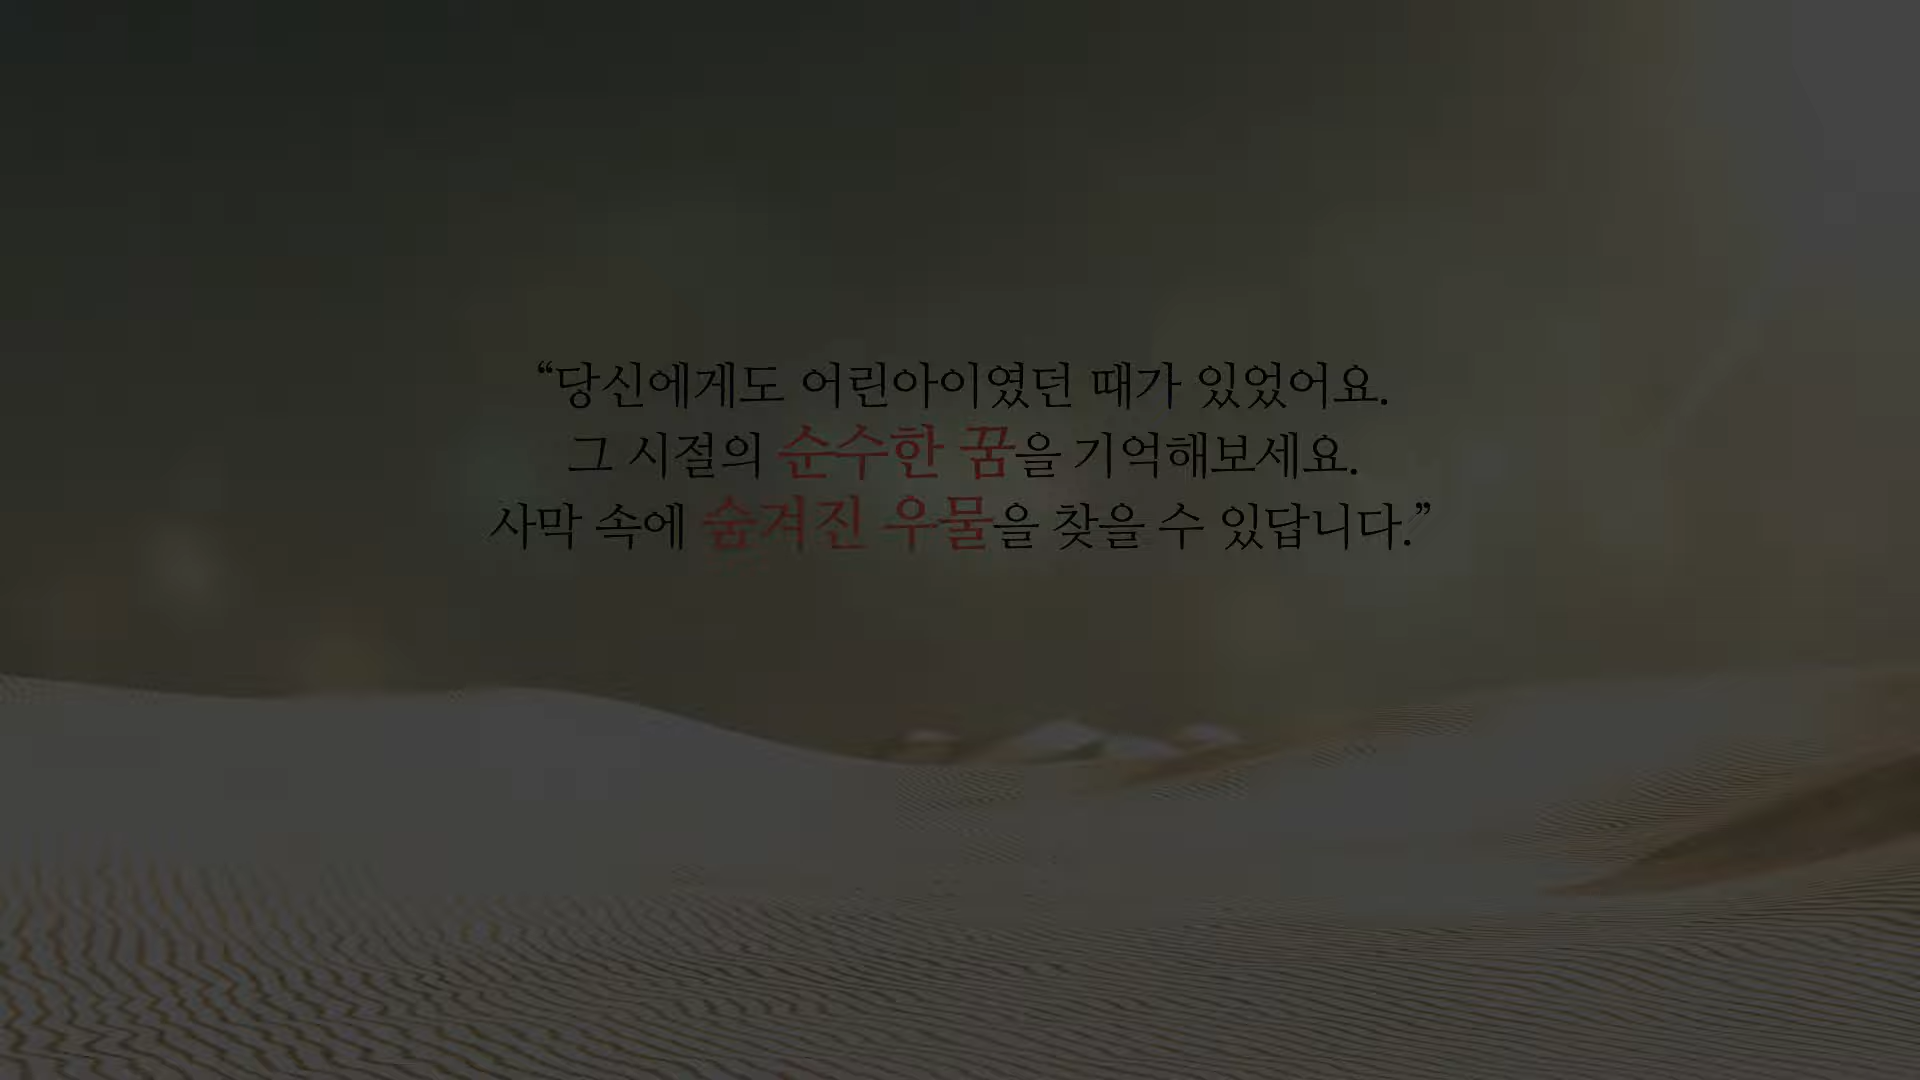 “당신에게도 어린아이였던 때가 있었어요.
그 시절의 순수한 꿈을 기억해보세요.
사막 속에 숨겨진 우물을 찾을 수 있답니다.”